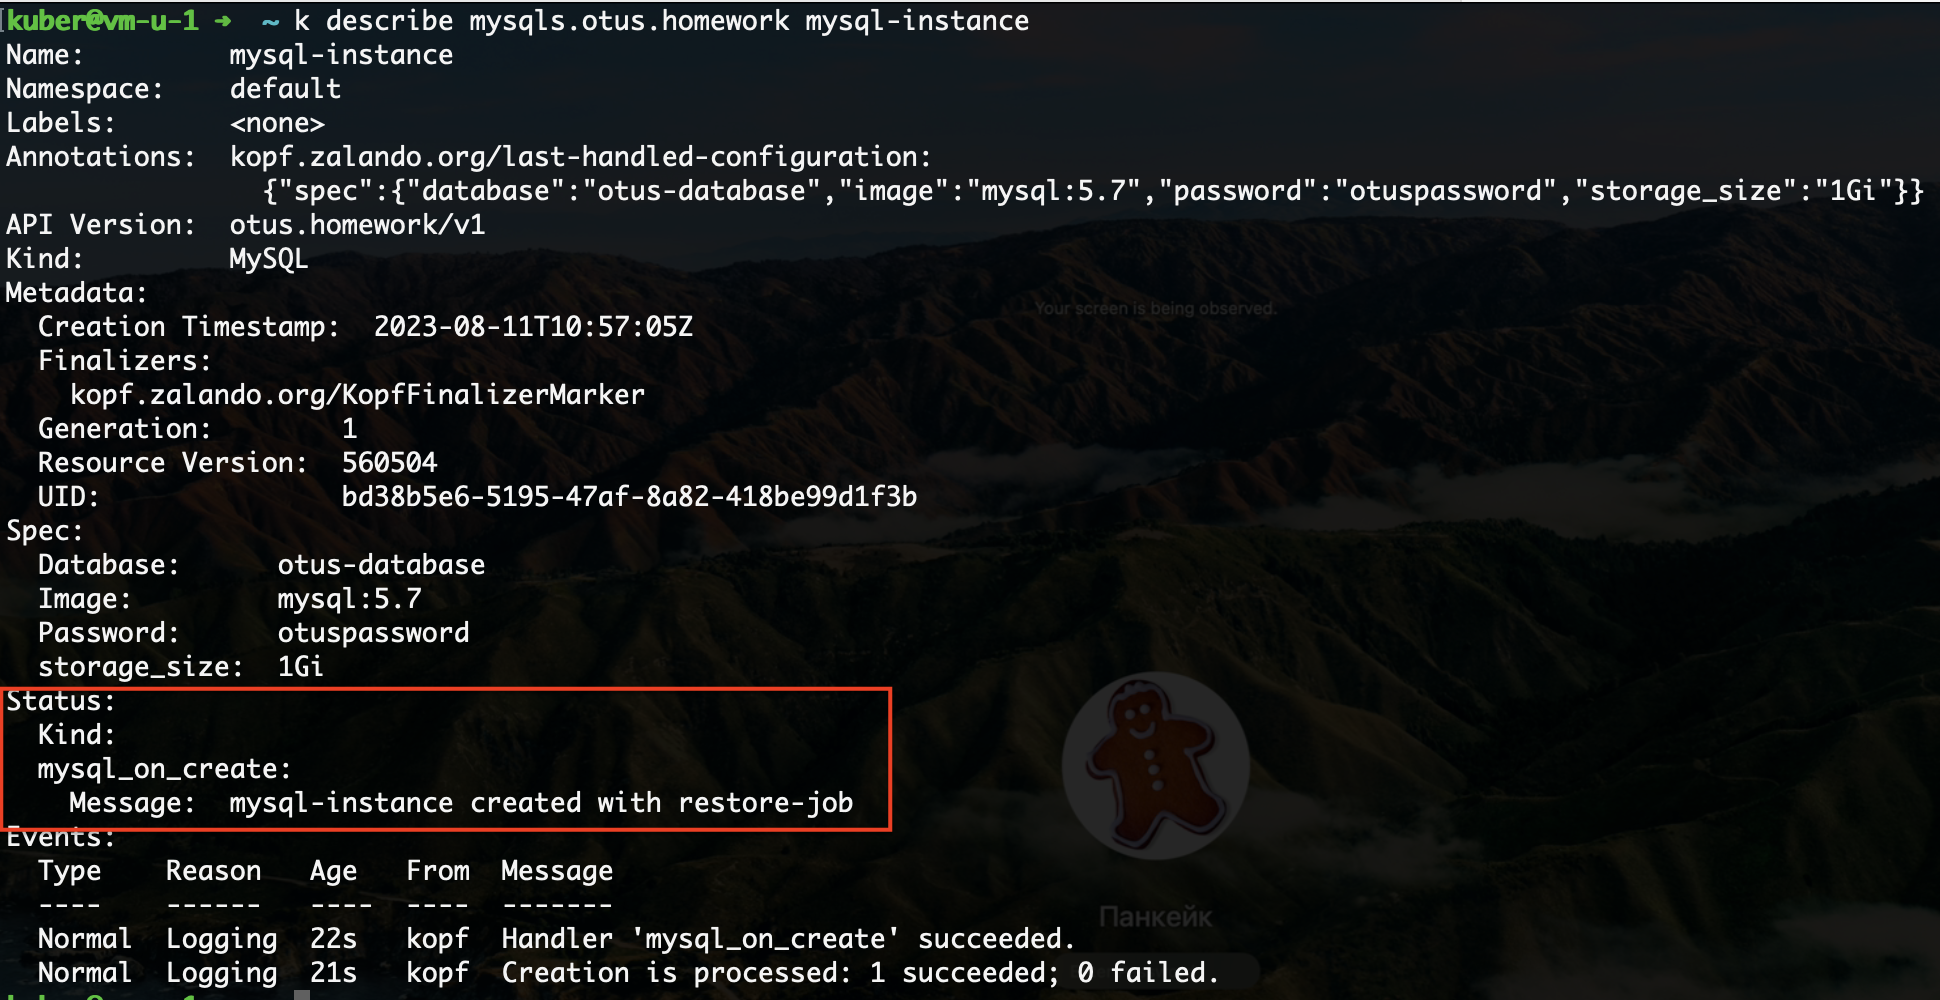 kuber@vm-u-1 ➜  ~ k describe mysqls.otus.homework mysql-instance
Name:         mysql-instance
Namespace:    default
Labels:       <none>
Annotations:  kopf.zalando.org/last-handled-configuration:
                {"spec":{"database":"otus-database","image":"mysql:5.7","password":"otuspassword","storage_size":"1Gi"}}
API Version:  otus.homework/v1
Kind:         MySQL
Metadata:
Your screen is being observed.
  Creation Timestamp:  2023-08-11T10:57:05Z
  Finalizers:
    kopf.zalando.org/KopfFinalizerMarker
  Generation:        1
  Resource Version:  560504
  UID:               bd38b5e6-5195-47af-8a82-418be99d1f3b
Spec:
  Database:      otus-database
  Image:         mysql:5.7
  Password:      otuspassword
  storage_size:  1Gi
Status:
  Kind:
  mysql_on_create:
    Message:  mysql-instance created with restore-job
Events:
  Type    Reason   Age   From  Message
  ----    ------   ----  ----  -------
Панкейк
  Normal  Logging  22s   kopf  Handler 'mysql_on_create' succeeded.
  Normal  Logging  21s   kopf  Creation is processed: 1 succeeded; 0 failed.